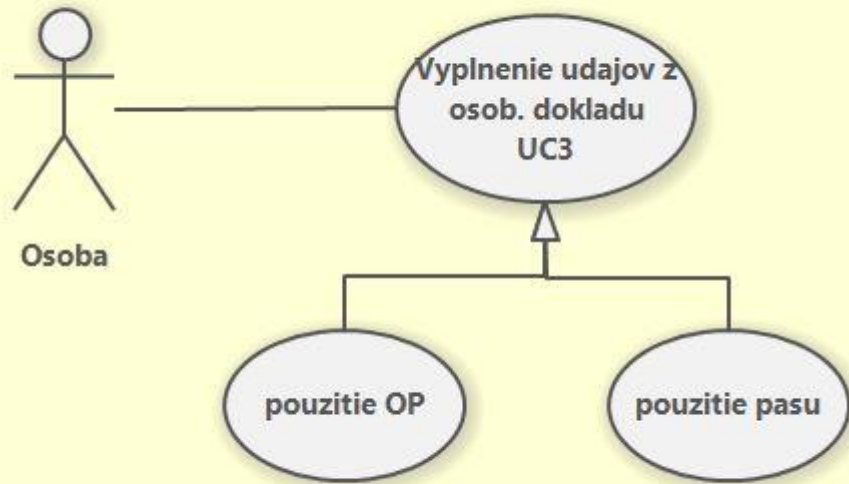 Vyplnenie udajov z
osob. dokladu
UC3
Osoba
pouzitie OP
pouzitie pasu